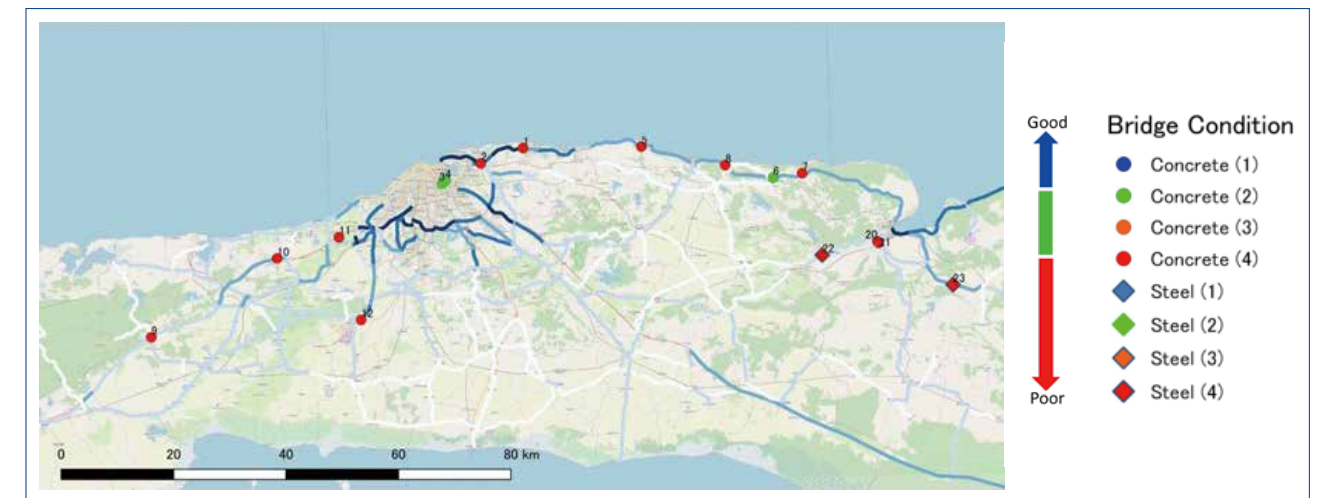 1
2
5
8
7
6
4
3
11
10
20
21
22
23
12
9
0 20 40 60 80 km
Good
Poor
Bridge Condition
Concrete (1)
Concrete (2)
Concrete (3)
Concrete (4)
Steel (1)
Steel (2)
Steel (3)
Steel (4)